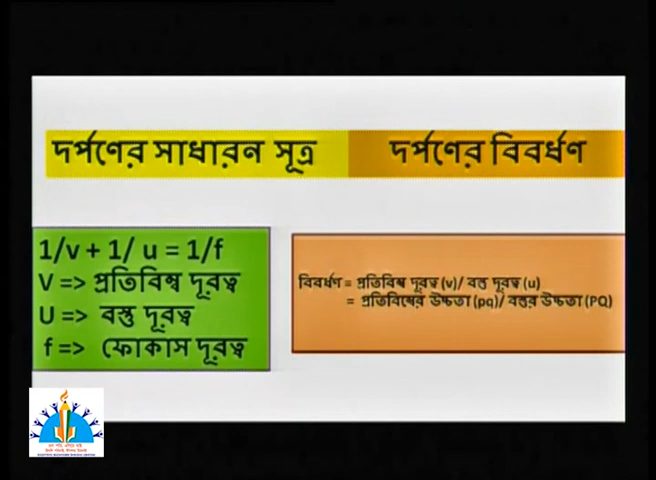 দর্পণের সাধারন সূত্র
দর্পণের বিবর্ধণ
1/v + 1/ u = 1/f
V => প্রতিবিম্ব দূরত্ব
U => বস্তু দূরত্ব
f => ফোকাস দূরত্ব
বিবর্ধণ = প্রতিবিম্ব দূরত্ব (v)/ বস্তু দূরত্ব (u)
= প্রতিবিম্বের উচ্চতা (pq)/ বস্তুর উচ্চতা (PQ)